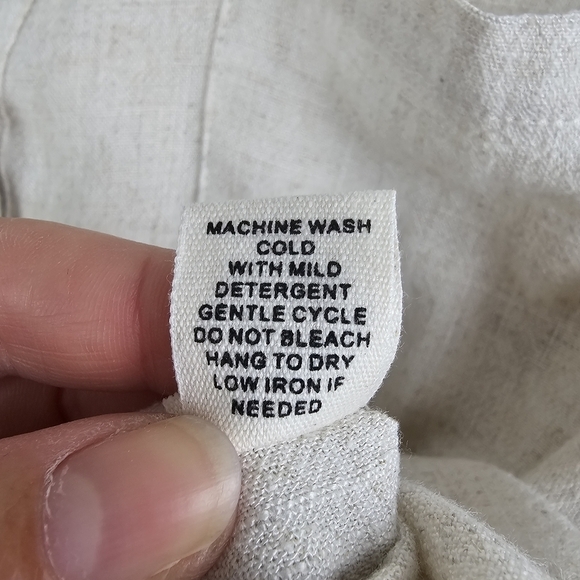 MACHINE WASH
COLD
WITH MILD
DETERGENT
GENTLE CYCLE
DO NOT BLEACH
HANG TO DRY
LOW IRON IF
NEEDED